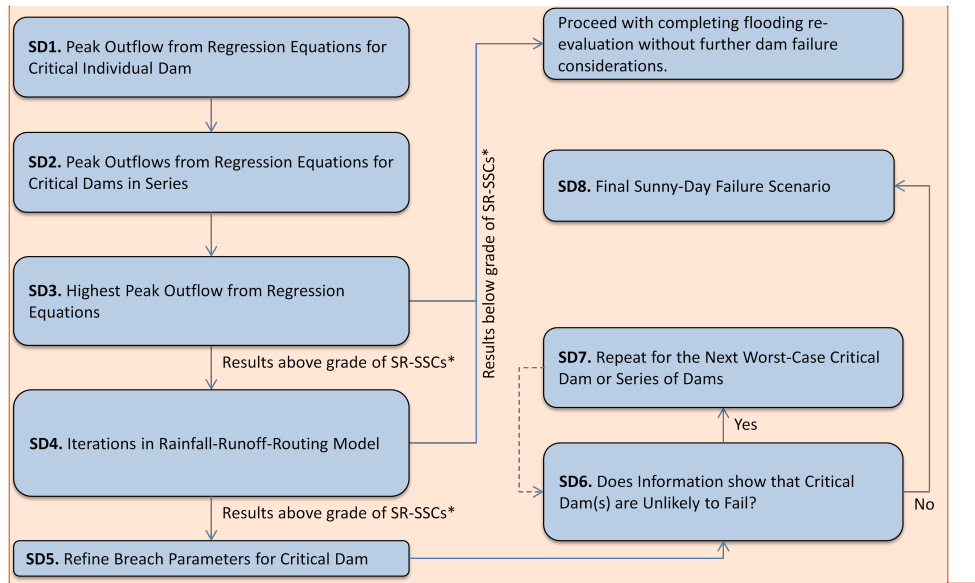 SD1. Peak Outflow from Regression Equations for
Critical Individual Dam
SD2. Peak Outflows from Regression Equations for
Critical Dams in Series
SD3. Highest Peak Outflow from Regression
Equations
Results above grade of SR-SSCs*
SD4. Iterations in Rainfall-Runoff-Routing Model
Results above grade of SR-SSCs*
SD5. Refine Breach Parameters for Critical Dam
Results below grade of SR-SSCs*
Proceed with completing flooding re-
evaluation without further dam failure
considerations.
SD8. Final Sunny-Day Failure Scenario
SD7. Repeat for the Next Worst-Case Critical
Dam or Series of Dams
Yes
SD6. Does Information show that Critical
Dam(s) are Unlikely to Fail?
No